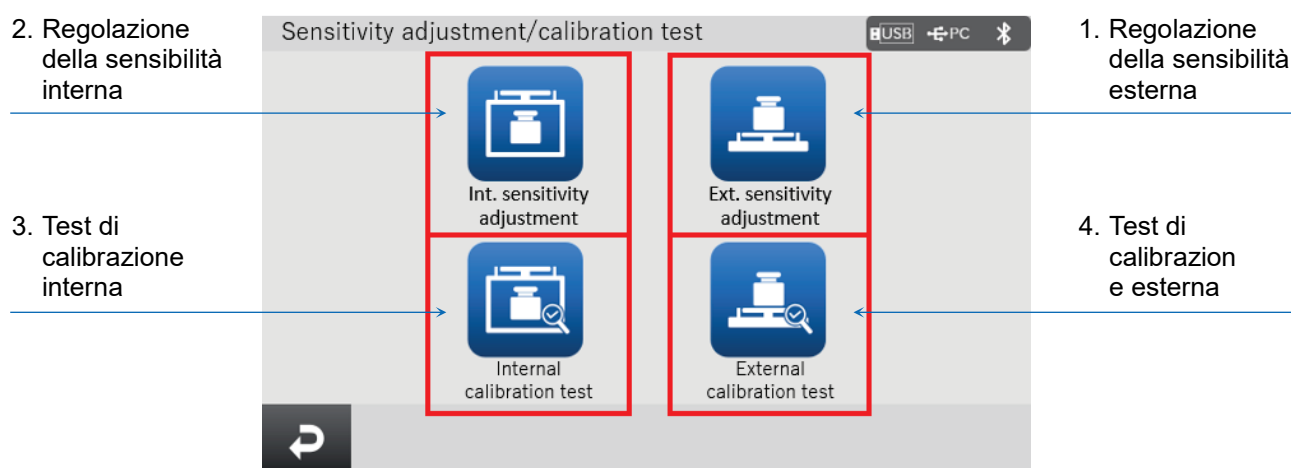 2. Regolazione
della sensibilità
interna
3. Test di
calibrazione
interna
Sensitivity adjustment/calibration test
USB PC
Int. sensitivity
adjustment
Ext. sensitivity
adjustment
Internal
calibration test
External
calibration test
1. Regolazione
della sensibilità
esterna
4. Test di
calibrazion
e esterna